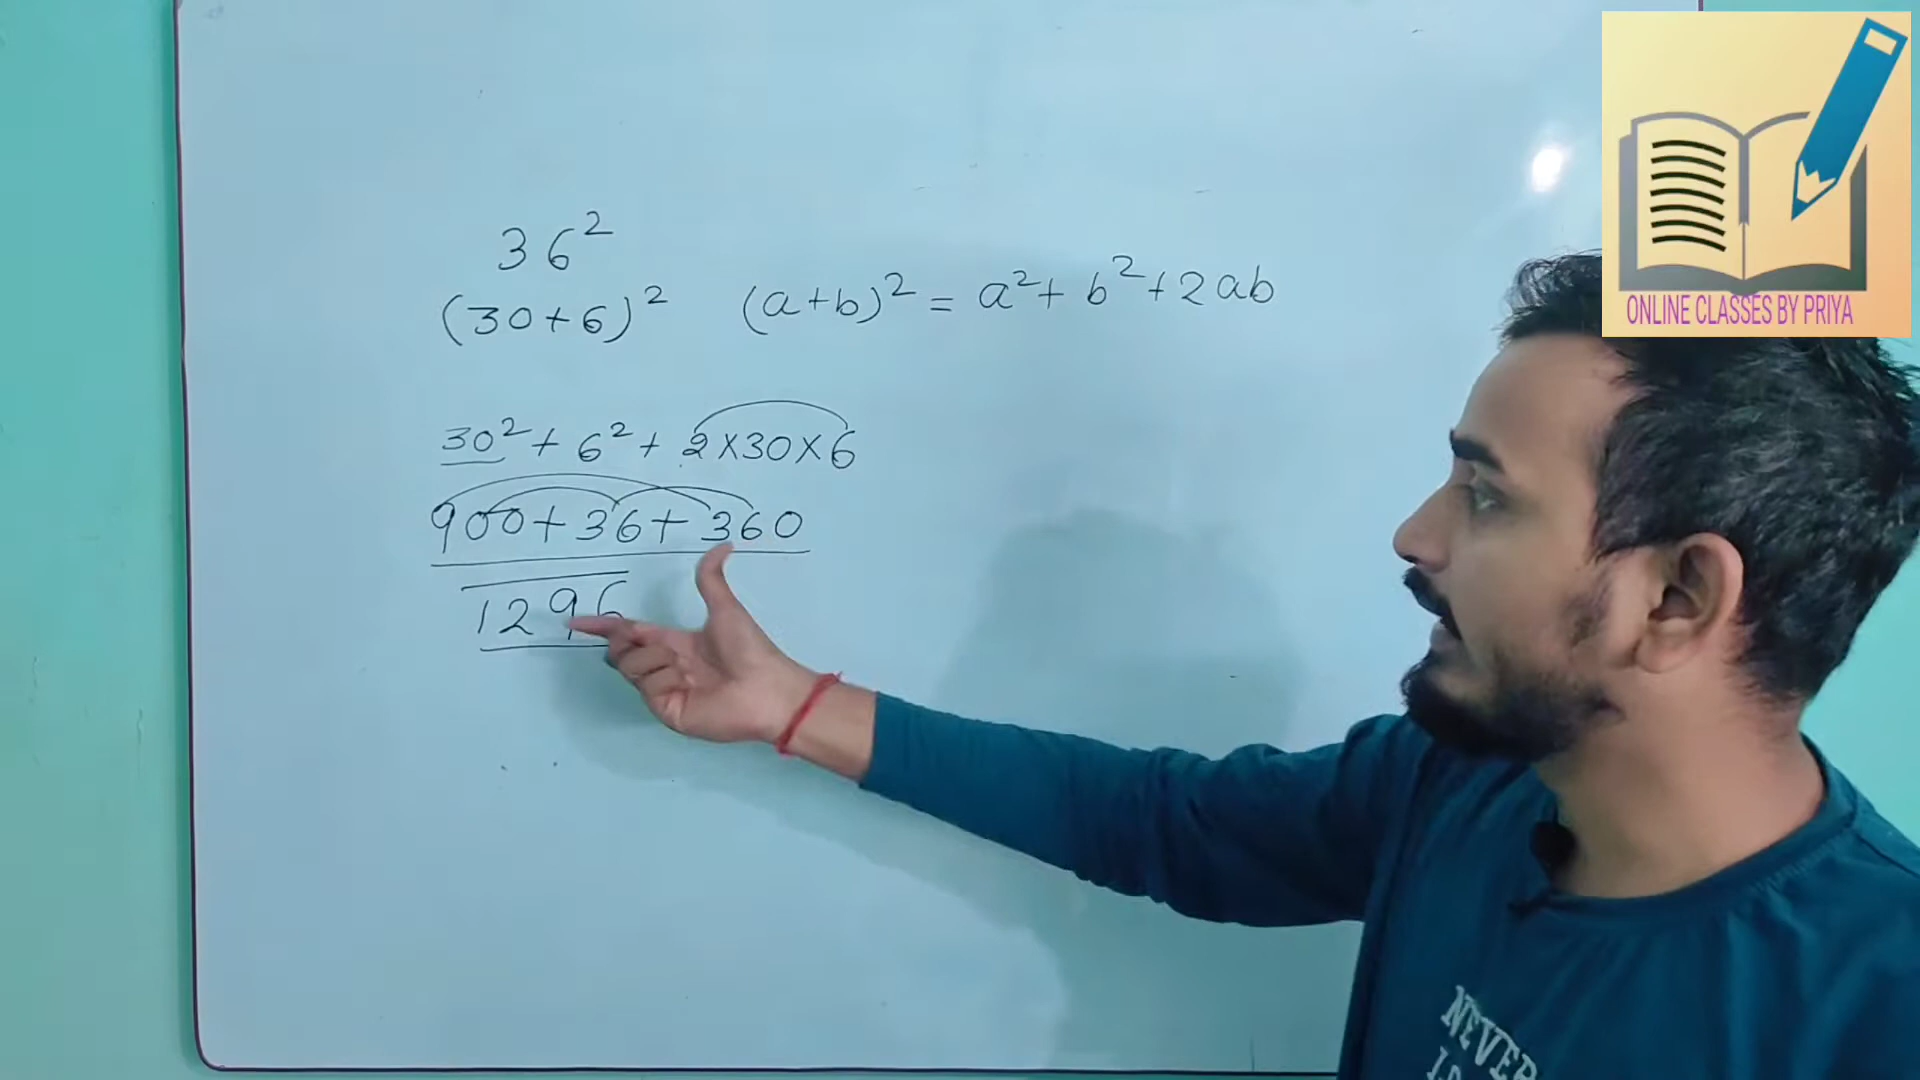 36²
(30+6)² (a+b)² = a²+ b²+2ab
30²+ 6²+ 2×30×6
900+36+360
1296
ONLINE CLASSES BY PRIYA
NEVER